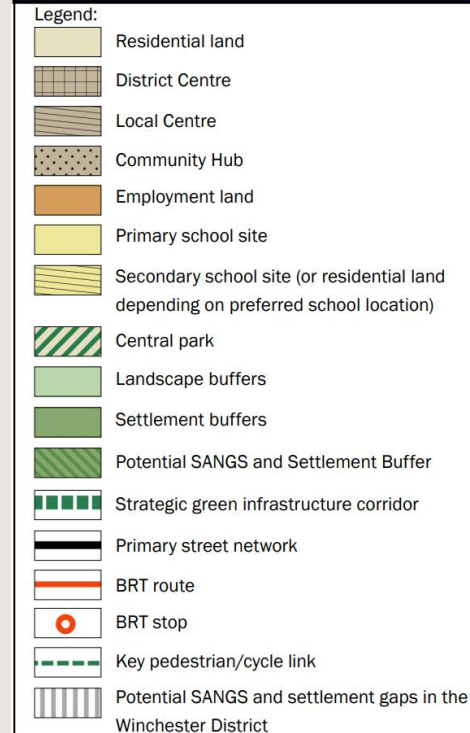 Legend:
Residential land
District Centre
Local Centre
Community Hub
Employment land
Primary school site
Secondary school site (or residential land
depending on preferred school location)
Central park
Landscape buffers
Settlement buffers
Potential SANGS and Settlement Buffer
Strategic green infrastructure corridor
Primary street network
BRT route
BRT stop
Key pedestrian/cycle link
Potential SANGS and settlement gaps in the
Winchester District